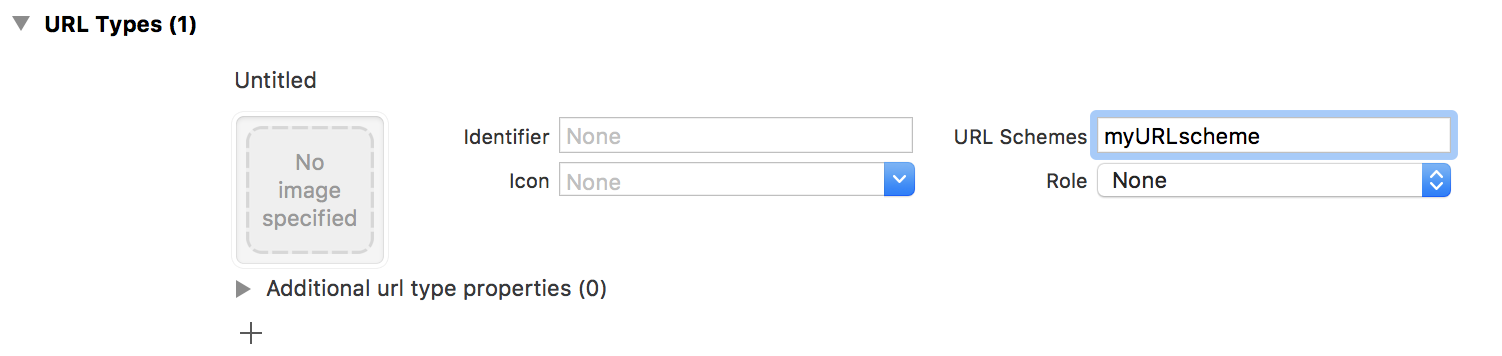 URL Types (1)
Untitled
No
image
specified
Identifier None
URL Schemes myURLscheme
Icon None
Role None
Additional url type properties (0)